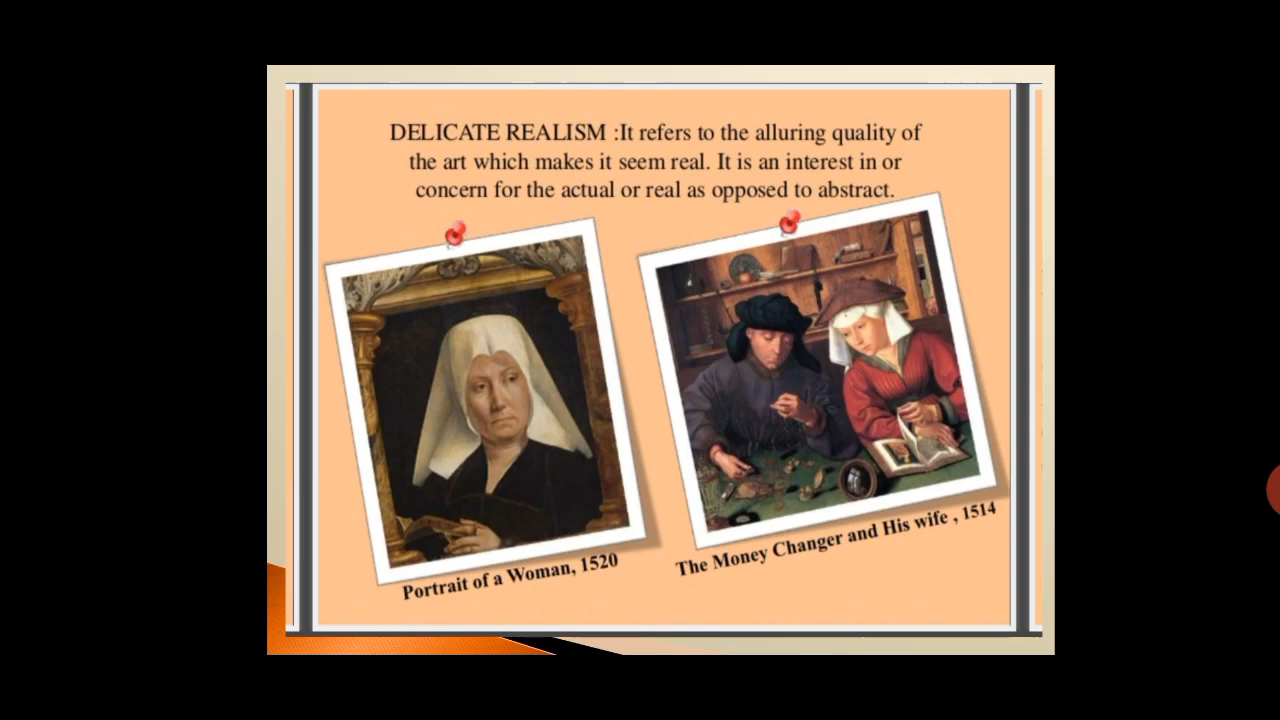 DELICATE REALISM :It refers to the alluring quality of
the art which makes it seem real. It is an interest in or
concern for the actual or real as opposed to abstract.
Portrait of a Woman, 1520
The Money Changer and His wife , 1514